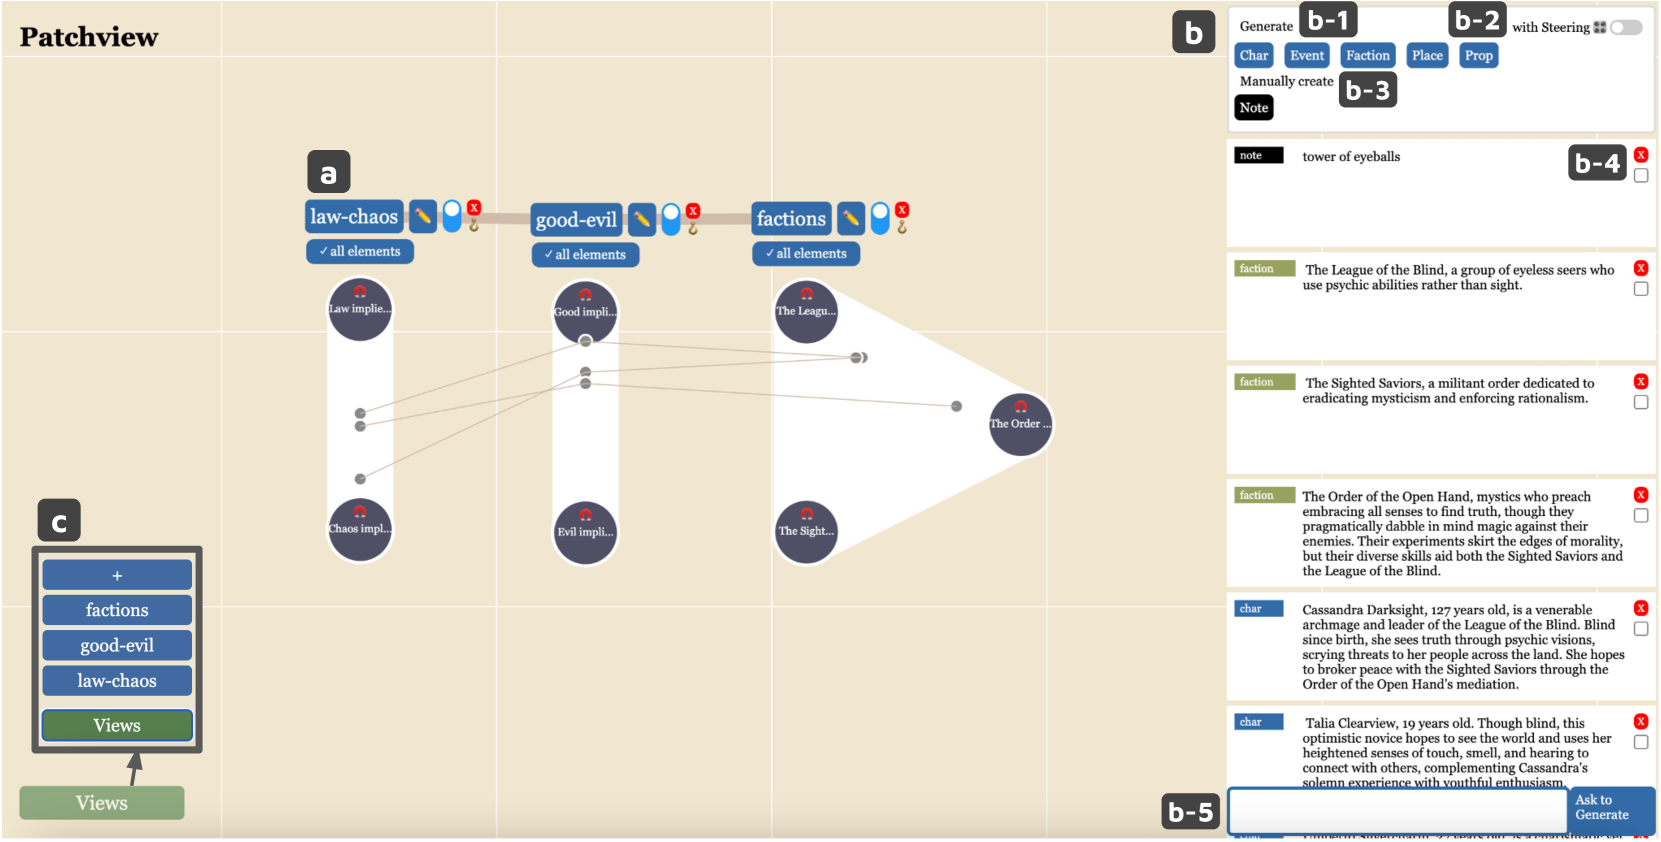 Patchview
a
law-chaos
X
✓ all elements
good-evil
X
✓ all elements
factions
X
✓ all elements
Law implie...
Chaos impl...
Good impli...
Evil impli...
The Leagu...
The Order ...
The Sight...
c
+
factions
good-evil
law-chaos
Views
Views
b
Generate
b-1
b-2
with Steering
Char
Event
Faction
Place
Prop
Manually create
b-3
Note
note
tower of eyeballs
b-4
X
faction
The League of the Blind, a group of eyeless seers who
use psychic abilities rather than sight.
X
faction
The Sighted Saviors, a militant order dedicated to
eradicating mysticism and enforcing rationalism.
X
faction
The Order of the Open Hand, mystics who preach
embracing all senses to find truth, though they
pragmatically dabble in mind magic against their
enemies. Their experiments skirt the edges of morality,
but their diverse skills aid both the Sighted Saviors and
the League of the Blind.
X
char
Cassandra Darksight, 127 years old, is a venerable
archmage and leader of the League of the Blind. Blind
since birth, she sees truth through psychic visions,
scrying threats to her people across the land. She hopes
to broker peace with the Sighted Saviors through the
Order of the Open Hand's mediation.
X
char
Talia Clearview, 19 years old. Though blind, this
optimistic novice hopes to see the world and uses her
heightened senses of touch, smell, and hearing to
connect with others, complementing Cassandra's
solemn experience with youthful enthusiasm.
X
b-5
Ask to
Generate